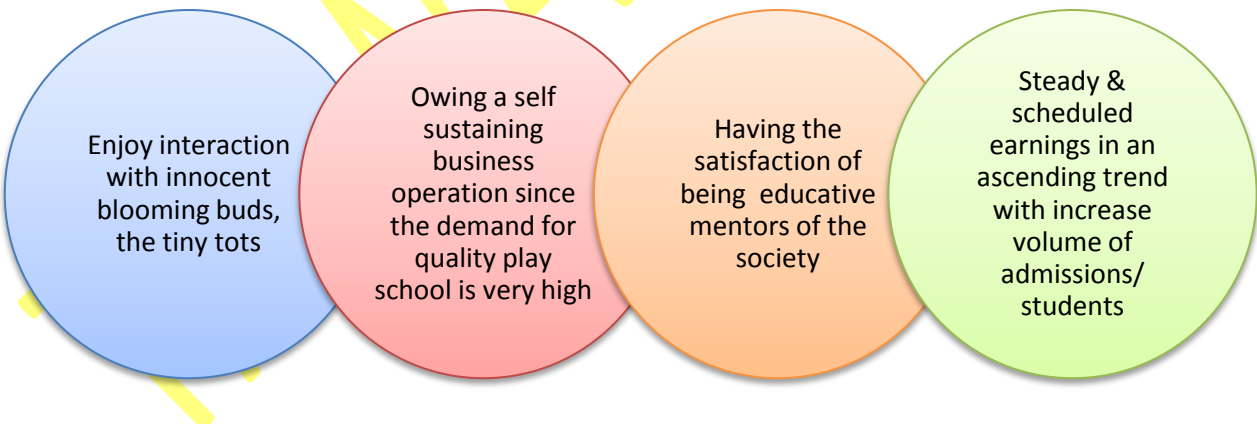 Enjoy interaction
with innocent
blooming buds,
the tiny tots
Owing a self
sustaining
business
operation since
the demand for
quality play
school is very high
Having the
satisfaction of
being educative
mentors of the
society
Steady &
scheduled
earnings in an
ascending trend
with increase
volume of
admissions/
students